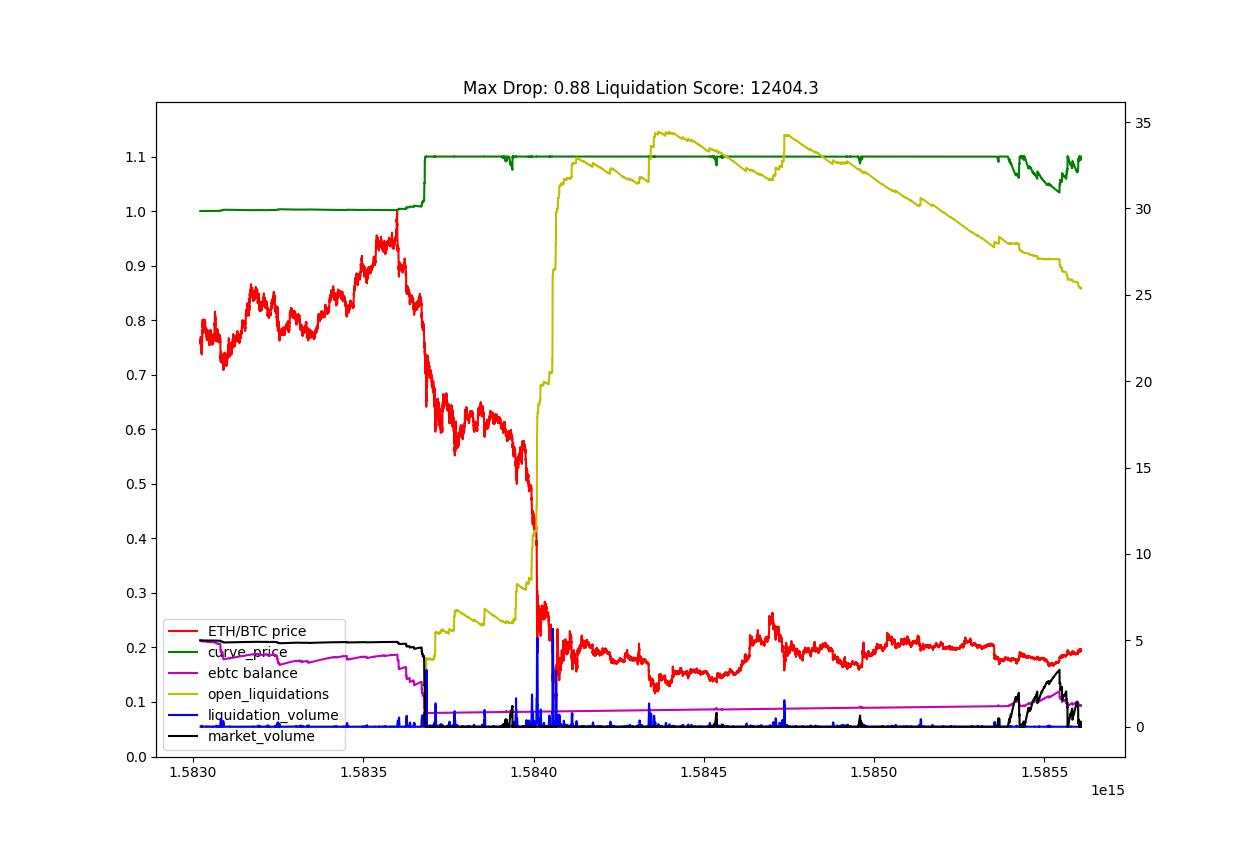 Max Drop: 0.88 Liquidation Score: 12404.3
1.1
1.0
0.9
0.8
0.7
0.6
0.5
0.4
0.3
0.2
0.1
0.0
35
30
25
20
15
10
5
0
ETH/BTC price
curve_price
ebtc balance
open_liquidations
liquidation_volume
market_volume
1.5830 1.5835 1.5840 1.5845 1.5850 1.5855
1e15